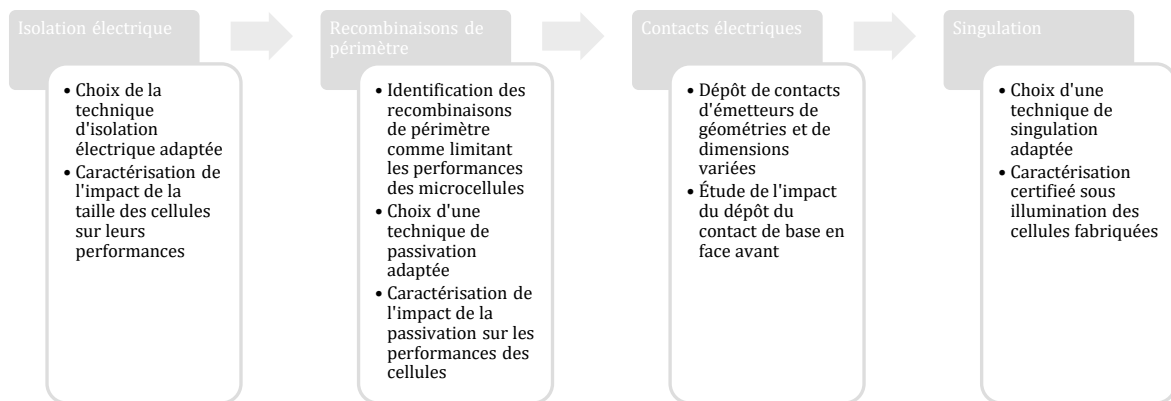 Isolation électrique
• Choix de la
technique
d'isolation
électrique adaptée
• Caractérisation de
l'impact de la
taille des cellules
sur leurs
performances
Recombinaisons de
périmètre
• Identification des
recombinaisons
de périmètre
comme limitant
les performances
des microcellules
• Choix d'une
technique de
passivation
adaptée
• Caractérisation de
l'impact de la
passivation sur les
performances des
cellules
Contacts électriques
• Dépôt de contacts
d'émetteurs de
géométries et de
dimensions
variées
• Étude de l'impact
du dépôt du
contact de base en
face avant
Singulation
• Choix d'une
technique de
singulation
adaptée
• Caractérisation
certifieé sous
illumination des
cellules fabriquées